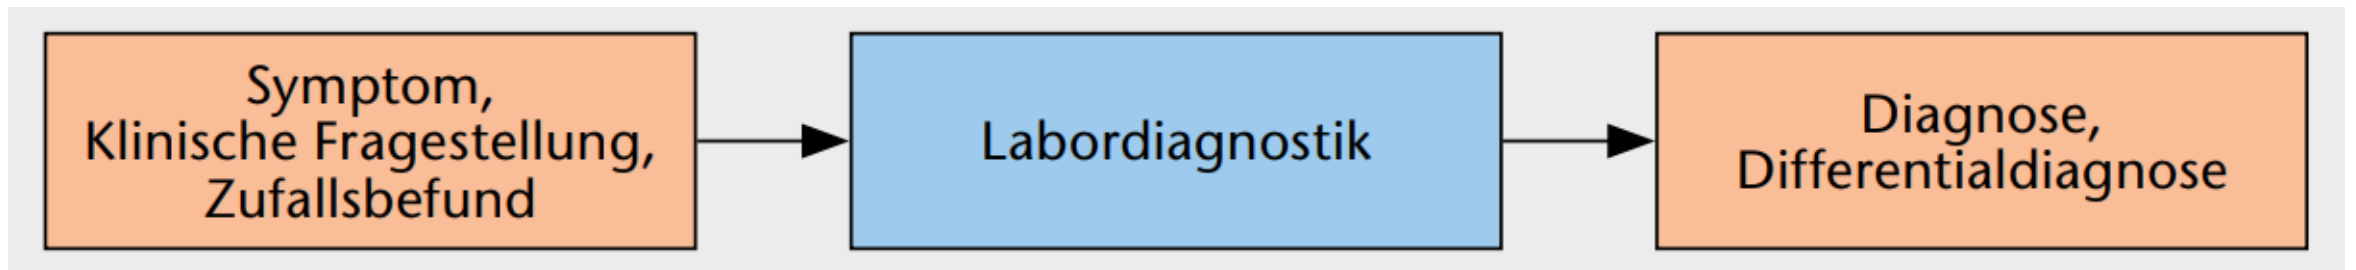 Symptom,
Klinische Fragestellung,
Zufallsbefund
Labordiagnostik
Diagnose,
Differentialdiagnose